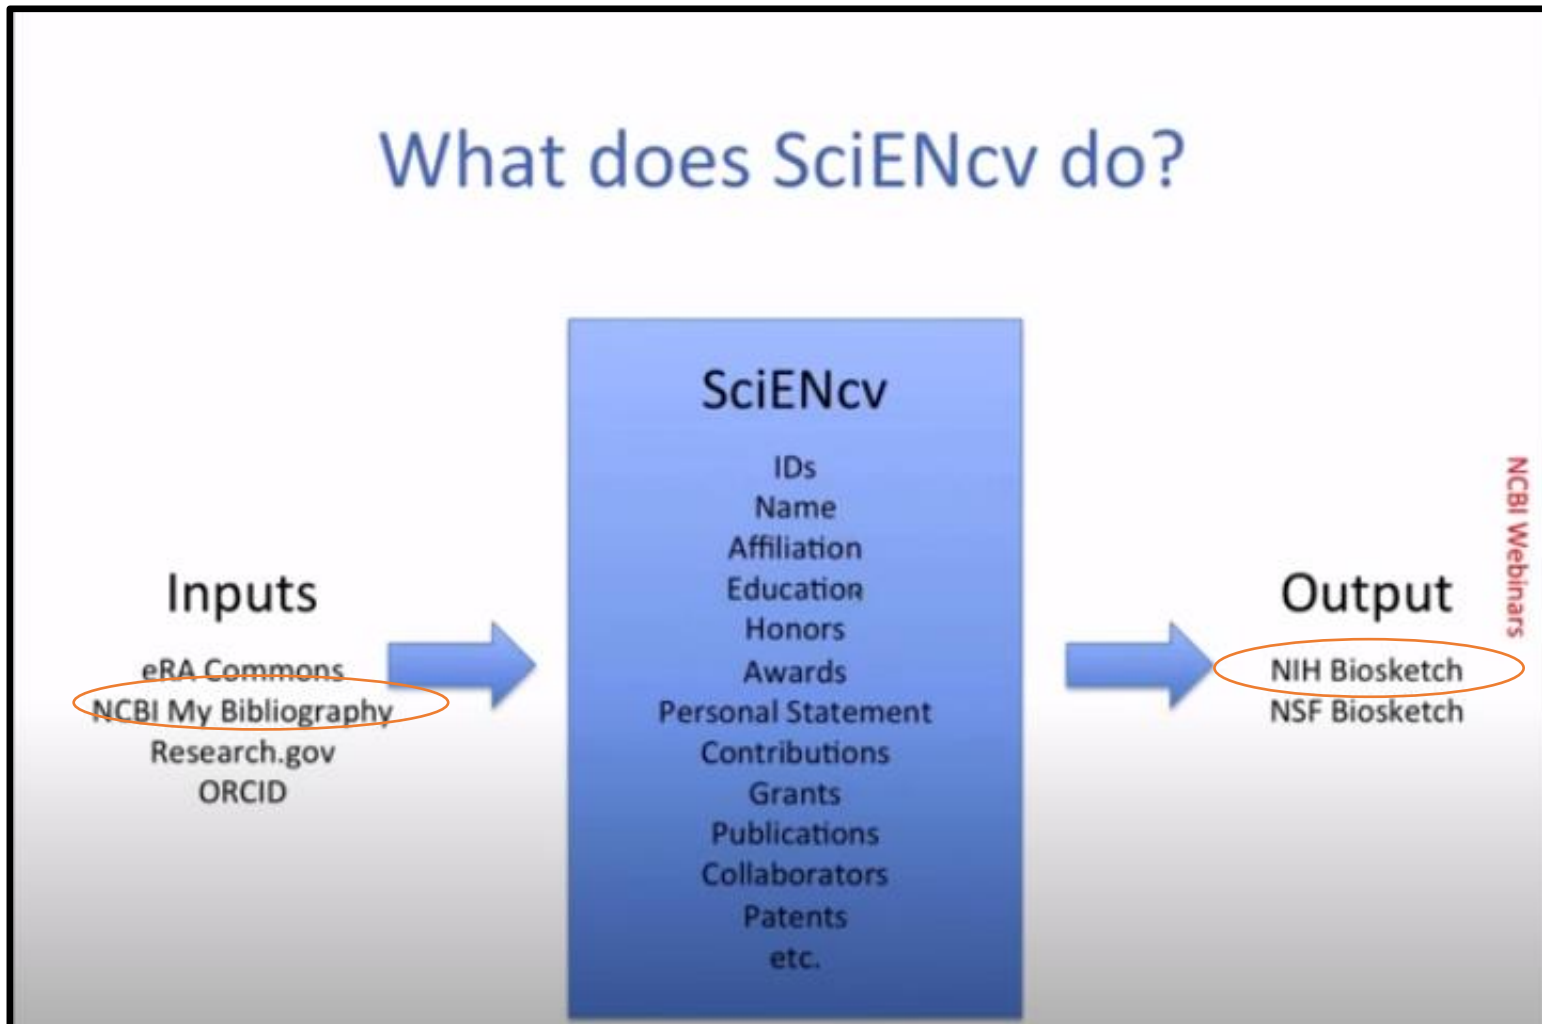 What does SciENcv do?
Inputs
eRA Commons
NCBI My Bibliography
Research.gov
ORCID
SciENcv
IDs
Name
Affiliation
Education
Honors
Awards
Personal Statement
Contributions
Grants
Publications
Collaborators
Patents
etc.
Output
NIH Biosketch
NSF Biosketch
NCBI Webinars